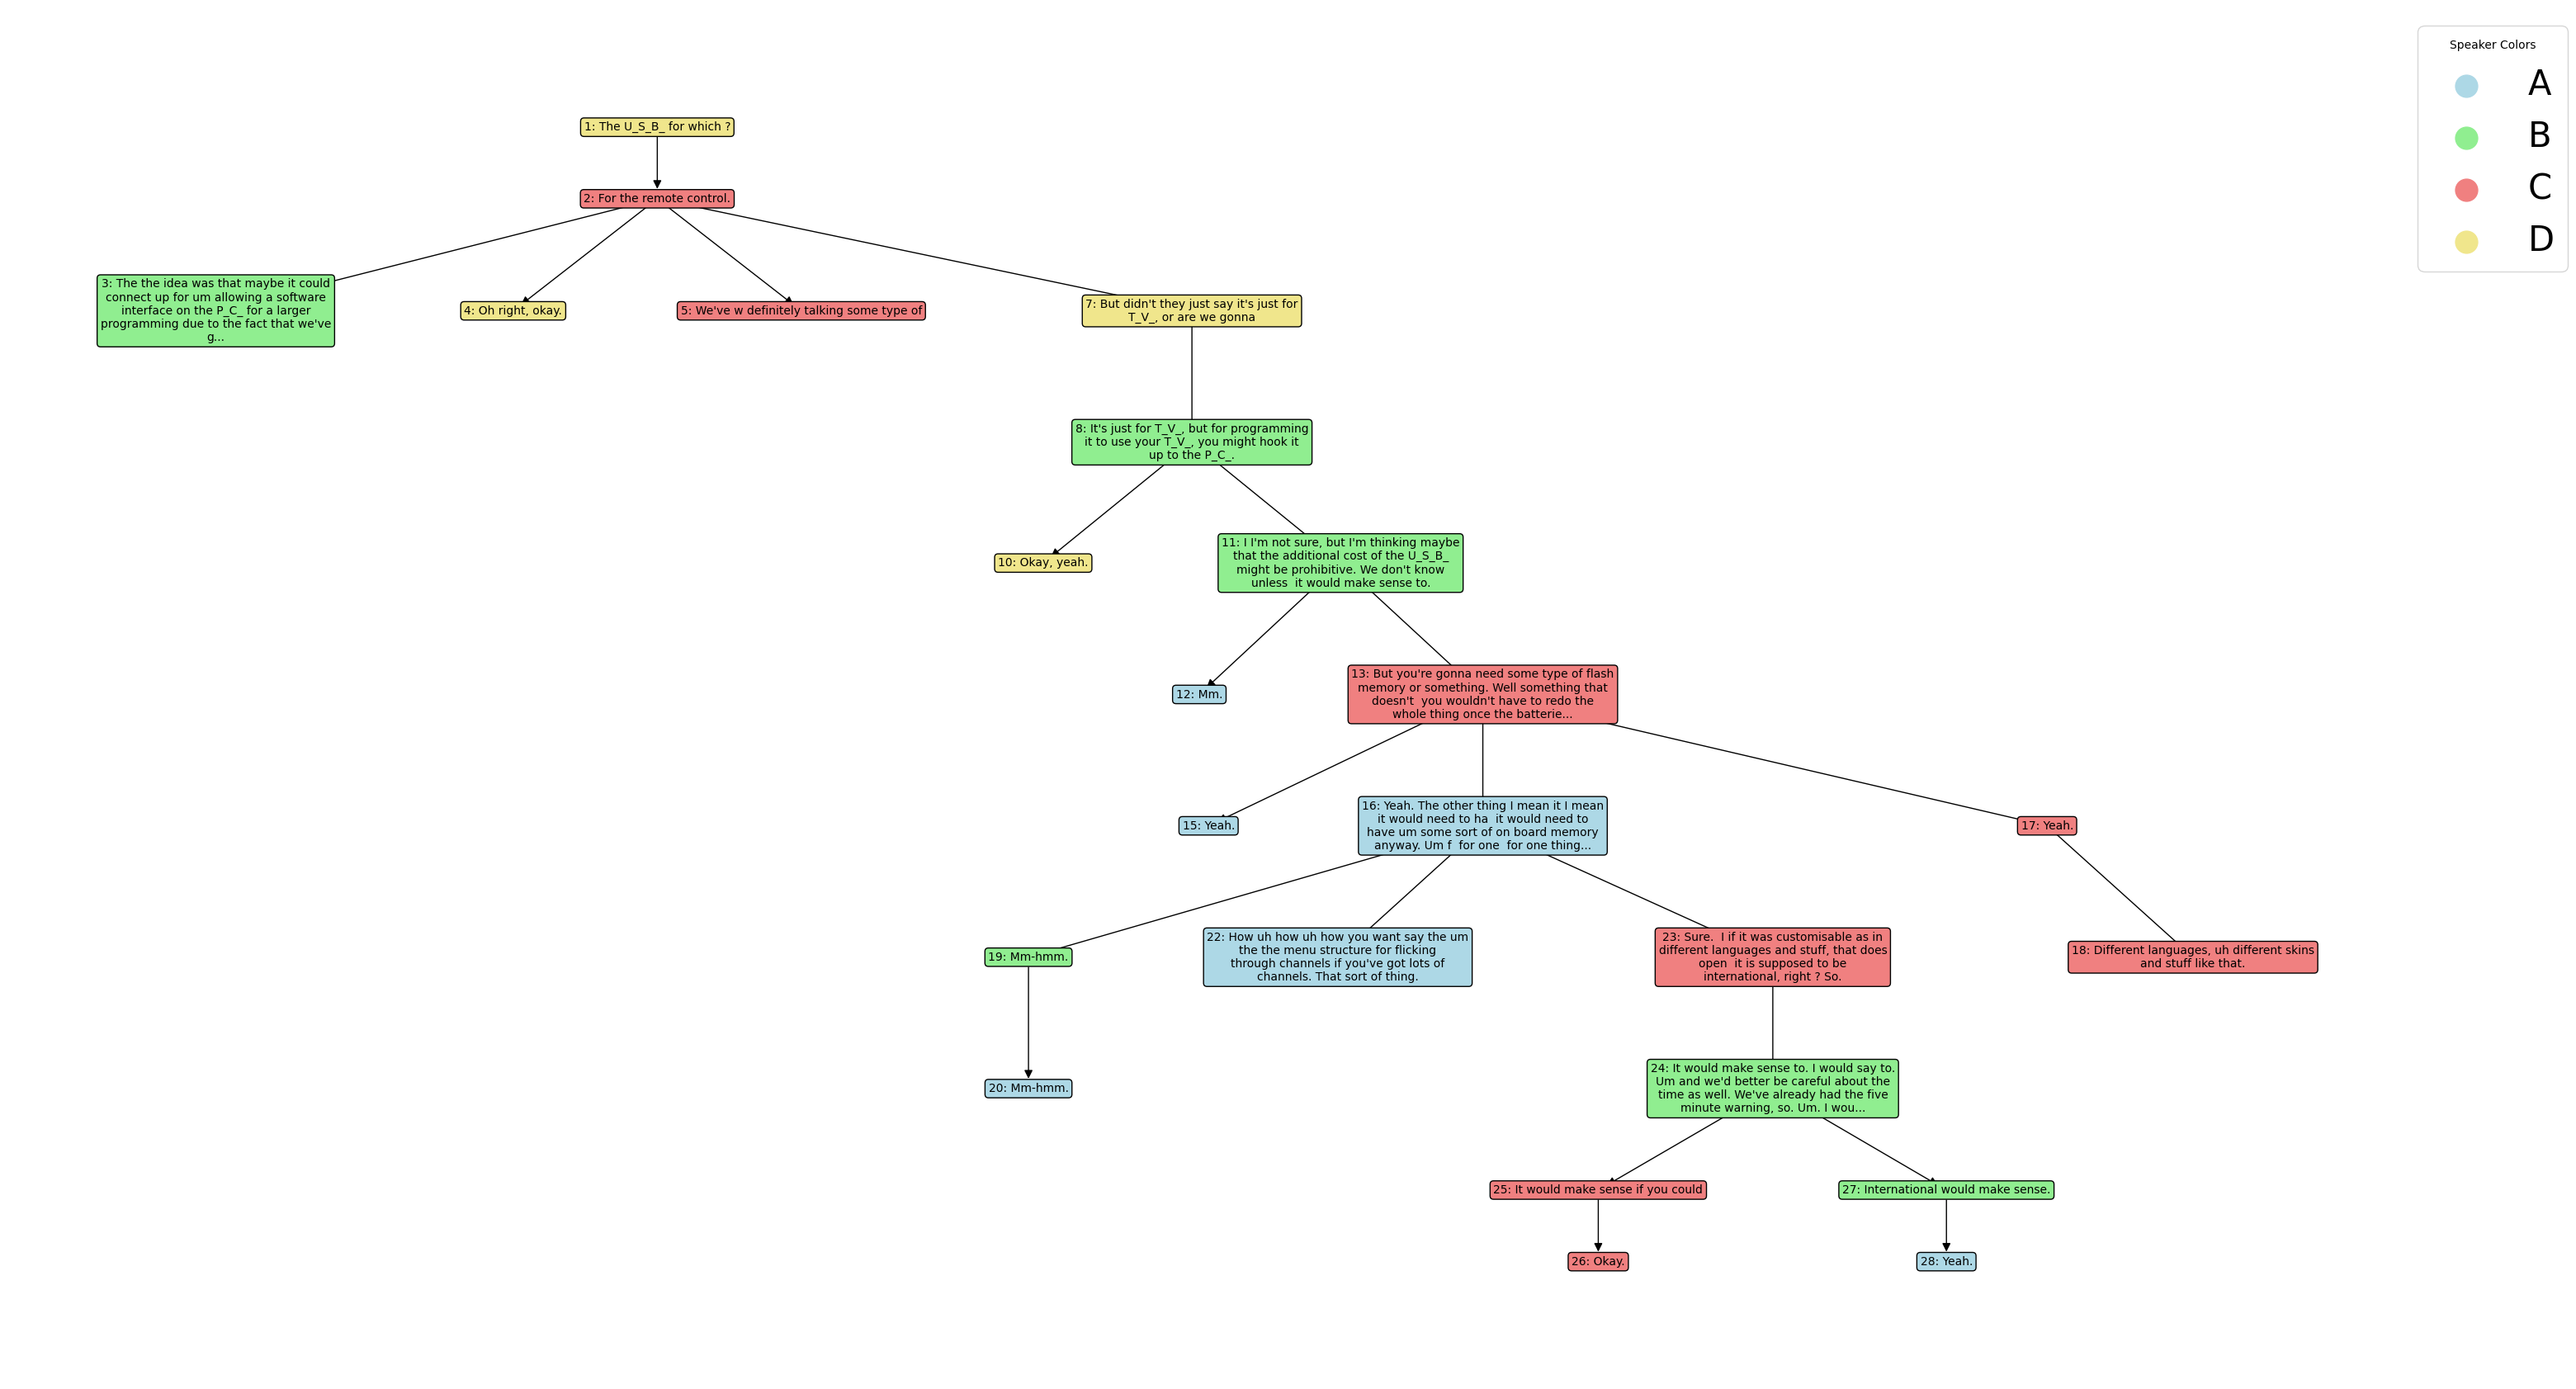 Speaker Colors
A
B
C
D
1: The U_S_B_ for which ?
2: For the remote control.
3: The the idea was that maybe it could
connect up for um allowing a software
interface on the P_C_ for a larger
programming due to the fact that we've
g...
4: Oh right, okay.
5: We've w definitely talking some type of
7: But didn't they just say it's just for
T_V_, or are we gonna
8: It's just for T_V_, but for programming
it to use your T_V_, you might hook it
up to the P_C_.
10: Okay, yeah.
11: I I'm not sure, but I'm thinking maybe
that the additional cost of the U_S_B_
might be prohibitive. We don't know
unless  it would make sense to.
12: Mm.
13: But you're gonna need some type of flash
memory or something. Well something that
doesn't  you wouldn't have to redo the
whole thing once the batterie...
15: Yeah.
16: Yeah. The other thing I mean it I mean
it would need to ha  it would need to
have um some sort of on board memory
anyway. Um f  for one  for one thing...
17: Yeah.
19: Mm-hmm.
22: How uh how uh how you want say the um
the the menu structure for flicking
through channels if you've got lots of
channels. That sort of thing.
23: Sure.  I if it was customisable as in
different languages and stuff, that does
open  it is supposed to be
international, right ? So.
18: Different languages, uh different skins
and stuff like that.
20: Mm-hmm.
24: It would make sense to. I would say to.
Um and we'd better be careful about the
time as well. We've already had the five
minute warning, so. Um. I wou...
25: It would make sense if you could
27: International would make sense.
26: Okay.
28: Yeah.